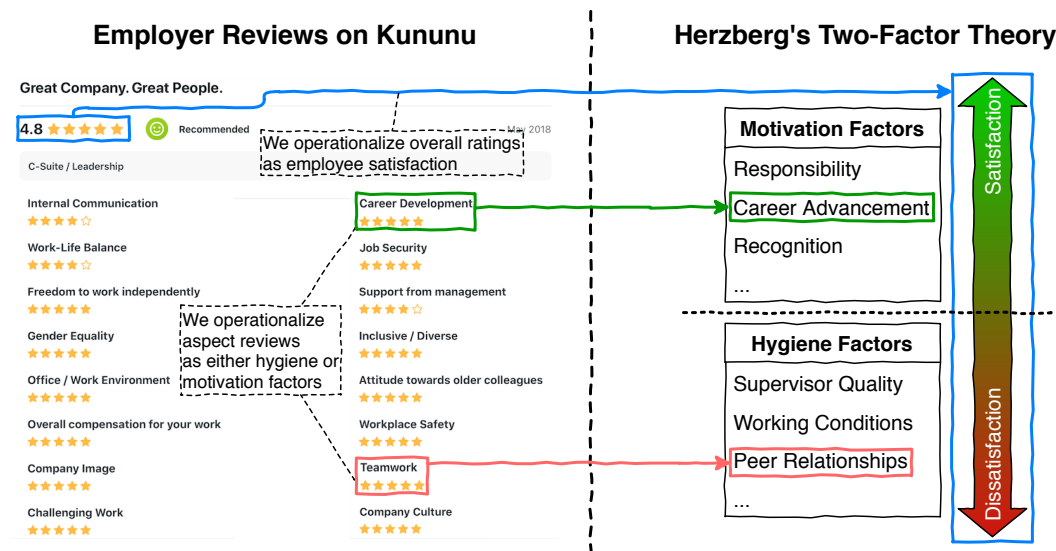 Employer Reviews on Kununu
Great Company. Great People.
4.8
Recommended
May 2018
C-Suite / Leadership
We operationalize overall ratings
as employee satisfaction
Internal Communication
Career Development
Work-Life Balance
Job Security
Freedom to work independently
Support from management
We operationalize
aspect reviews
as either hygiene or
motivation factors
Gender Equality
Inclusive / Diverse
Office / Work Environment
Attitude towards older colleagues
Overall compensation for your work
Workplace Safety
Company Image
Teamwork
Challenging Work
Company Culture
Herzberg's Two-Factor Theory
Motivation Factors
Responsibility
Career Advancement
Recognition
...
Hygiene Factors
Supervisor Quality
Working Conditions
Peer Relationships
...
Satisfaction
Dissatisfaction